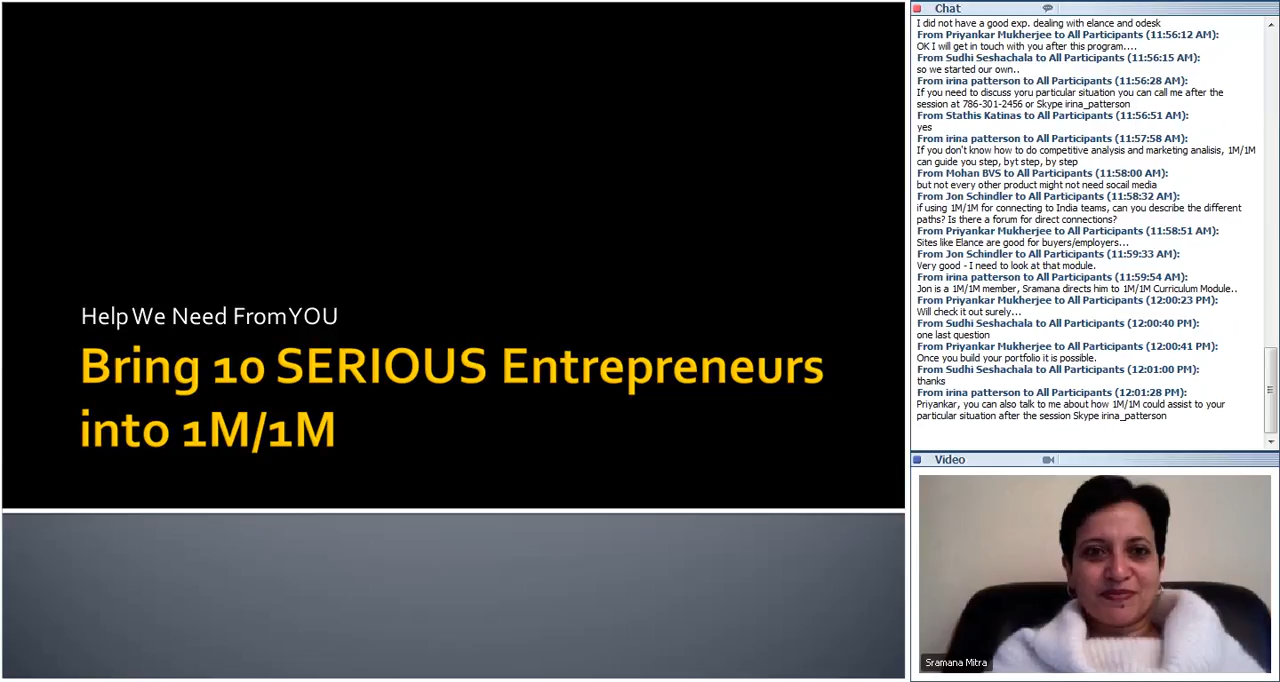 Help We Need From YOU
Bring 10 SERIOUS Entrepreneurs
into 1M/1M
Chat
I did not have a good exp. dealing with elance and odesk
From Priyankar Mukherjee to All Participants (11:56:12 AM):
OK I will get in touch with you after this program....
From Sudhi Seshachala to All Participants (11:56:15 AM):
so we started our own..
From irina patterson to All Participants (11:56:28 AM):
If you need to discuss yoru particular situation you can call me after the
session at 786-301-2456 or Skype irina_patterson
From Stathis Katinas to All Participants (11:56:51 AM):
yes
From irina patterson to All Participants (11:57:58 AM):
If you don't know how to do competitive analysis and marketing analisis, 1M/1M
can guide you step, byt step, by step
From Mohan BVS to All Participants (11:58:00 AM):
but not every other product might not need socail media
From Jon Schindler to All Participants (11:58:32 AM):
if using 1M/1M for connecting to India teams, can you describe the different
paths? Is there a forum for direct connections?
From Priyankar Mukherjee to All Participants (11:58:51 AM):
Sites like Elance are good for buyers/employers...
From Jon Schindler to All Participants (11:59:33 AM):
Very good - I need to look at that module.
From irina patterson to All Participants (11:59:54 AM):
Jon is a 1M/1M member, Sramana directs him to 1M/1M Curriculum Module..
From Priyankar Mukherjee to All Participants (12:00:23 PM):
Will check it out surely...
From Sudhi Seshachala to All Participants (12:00:40 PM):
one last question
From Priyankar Mukherjee to All Participants (12:00:41 PM):
Once you build your portfolio it is possible.
From Sudhi Seshachala to All Participants (12:01:00 PM):
thanks
From irina patterson to All Participants (12:01:28 PM):
Priyankar, you can also talk to me about how 1M/1M could assist to your
particular situation after the session Skype irina_patterson
Video
Sramana Mitra